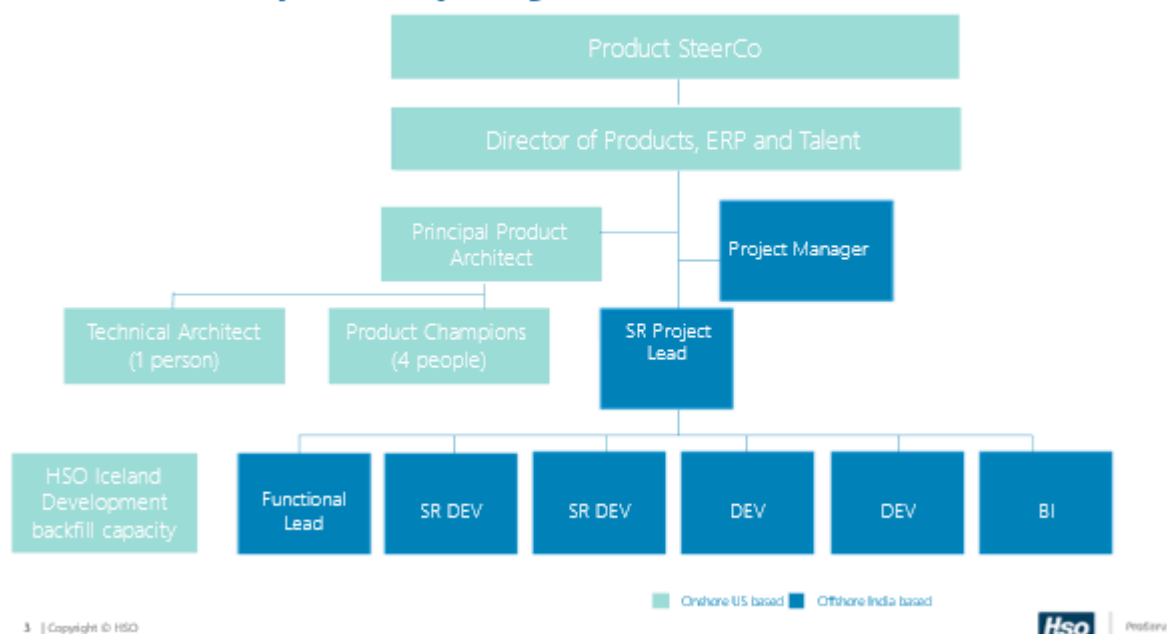 Product SteerCo
Director of Products, ERP and Talent
Principal Product
Architect
Project Manager
Technical Architect
(1 person)
Product Champions
(4 people)
SR Project
Lead
HSO Iceland
Development
backfill capacity
Functional
Lead
SR DEV
SR DEV
DEV
DEV
BI
Onshore US based
Offshore India based
3 | Copyright © HSO
Hso